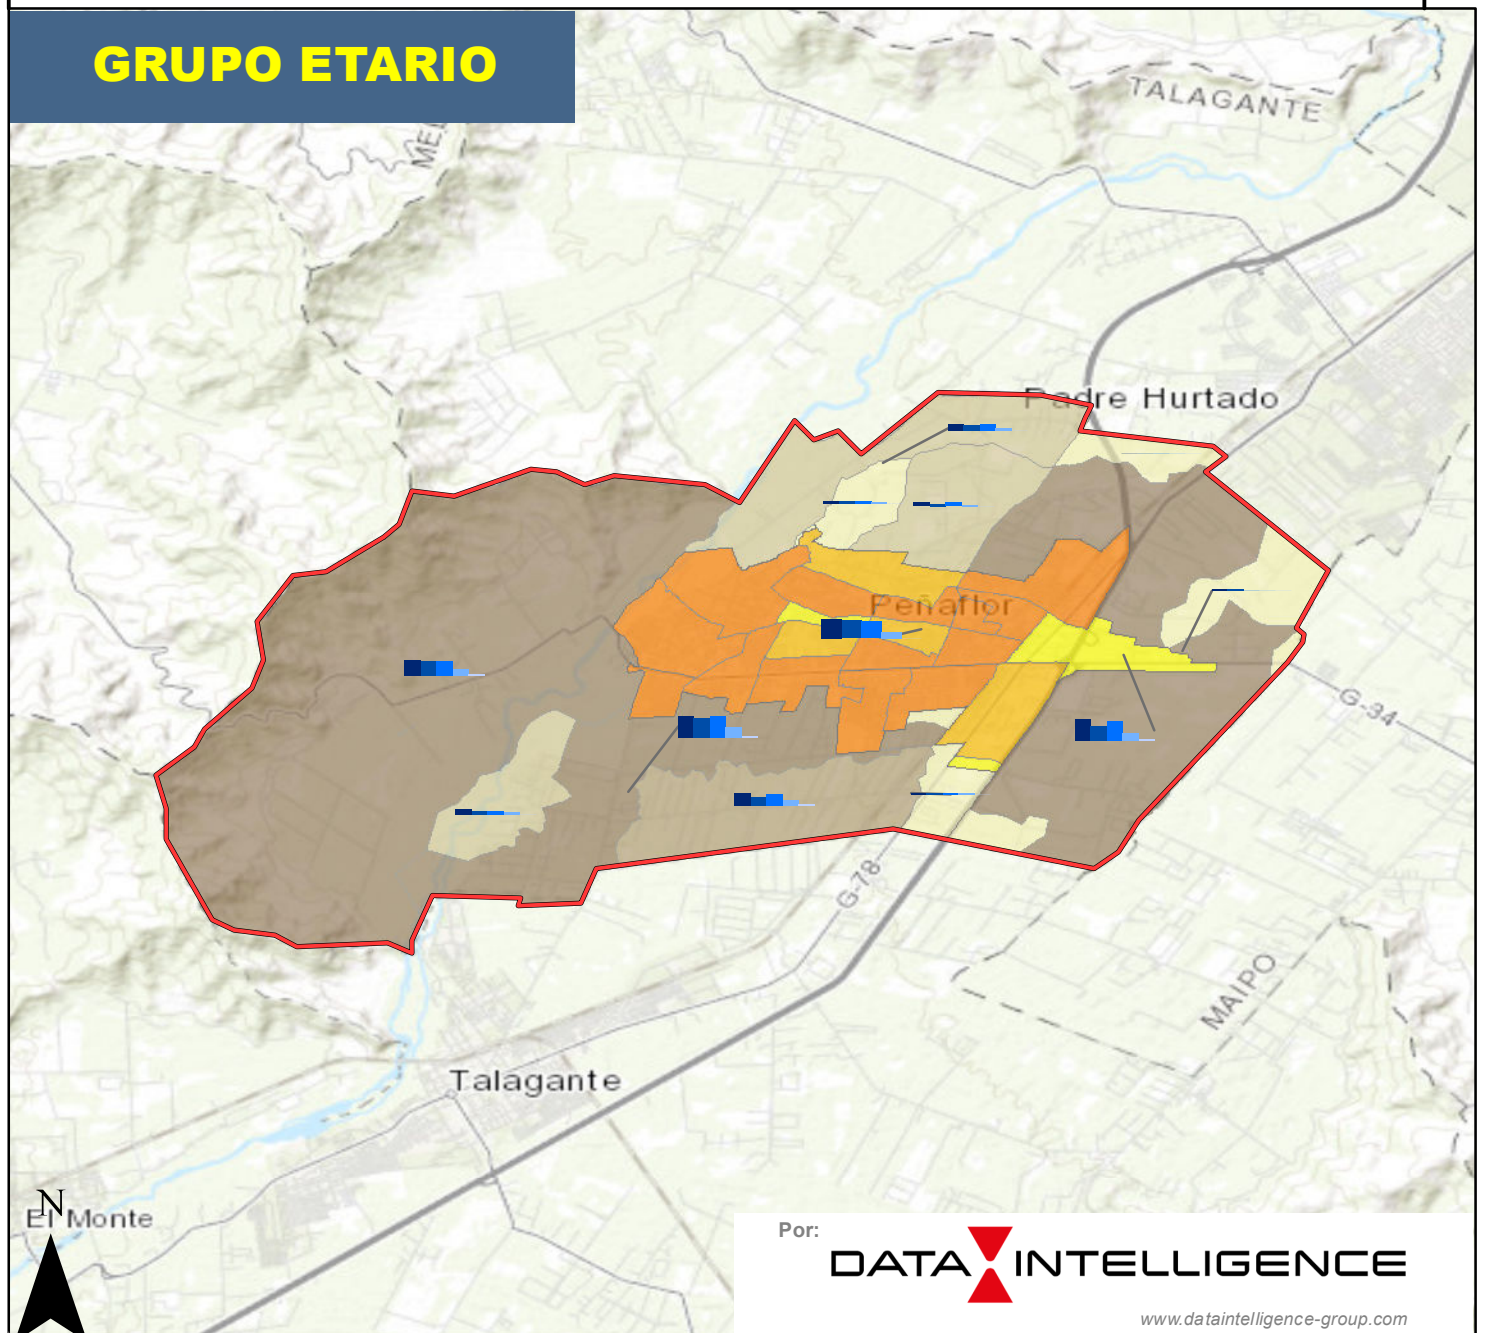 GRUPO ETARIO
TALAGANTE
Padre Hurtado
Peñaflor
G-34
G-78
MAIPO
Talagante
N
El Monte
Por:
DATA INTELLIGENCE
www.dataintelligence-group.com